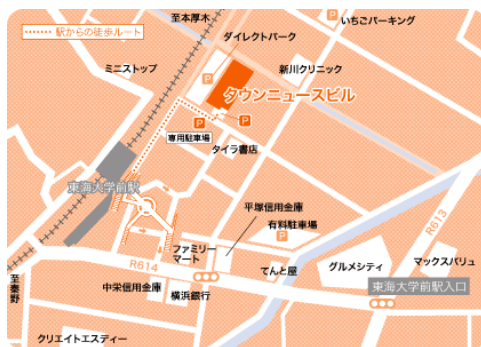 駅からの徒歩ルート
至本厚木
いちごパーキング
ダイレクトパーク
ミニストップ
新川クリニック
P
P
タウンニュースビル
P
P
専用駐車場
タイラ書店
東海大学前駅
平塚信用金庫
有料駐車場
P
R613
ファミリー
マート
R614
てんと屋
グルメシティ
マックスバリュ
至秦野
中栄信用金庫
横浜銀行
東海大学前駅入口
クリエイトエスディー